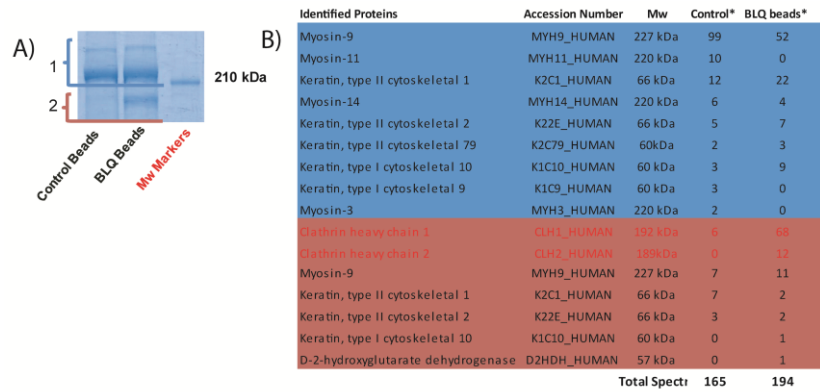 A)
1
2
210 kDa
Control Beads
BLQ Beads
Mw Markers
B)
Identified Proteins Accession Number Mw Control* BLQ beads*
Myosin-9 MYH9_HUMAN 227 kDa 99 52
Myosin-11 MYH11_HUMAN 220 kDa 10 0
Keratin, type II cytoskeletal 1 K2C1_HUMAN 66 kDa 12 22
Myosin-14 MYH14_HUMAN 220 kDa 6 4
Keratin, type II cytoskeletal 2 K22E_HUMAN 66 kDa 5 7
Keratin, type II cytoskeletal 79 K2C79_HUMAN 60kDa 2 3
Keratin, type I cytoskeletal 10 K1C10_HUMAN 60 kDa 3 9
Keratin, type I cytoskeletal 9 K1C9_HUMAN 60 kDa 3 0
Myosin-3 MYH3_HUMAN 220 kDa 2 0
Clathrin heavy chain 1 CLH1_HUMAN 192 kDa 6 68
Clathrin heavy chain 2 CLH2_HUMAN 189kDa 0 12
Myosin-9 MYH9_HUMAN 227 kDa 7 11
Keratin, type II cytoskeletal 1 K2C1_HUMAN 66 kDa 7 2
Keratin, type II cytoskeletal 2 K22E_HUMAN 66 kDa 3 2
Keratin, type I cytoskeletal 10 K1C10_HUMAN 60 kDa 0 1
D-2-hydroxyglutarate dehydrogenase D2HDH_HUMAN 57 kDa 0 1
Total Spectr 165 194